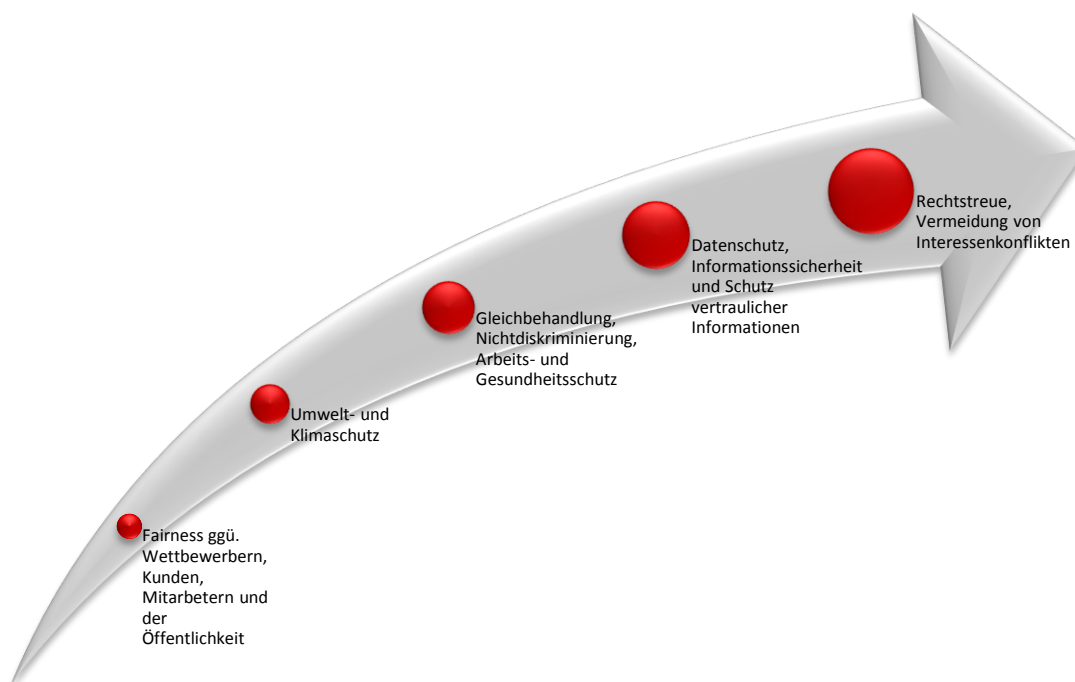 Fairness ggü.
Wettbewerbern,
Kunden,
Mitarbetern und
der
Öffentlichkeit
Umwelt- und
Klimaschutz
Gleichbehandlung,
Nichtdiskriminierung,
Arbeits- und
Gesundheitsschutz
Datenschutz,
Informationssicherheit
und Schutz
vertraulicher
Informationen
Rechtstreue,
Vermeidung von
Interessenkonflikten